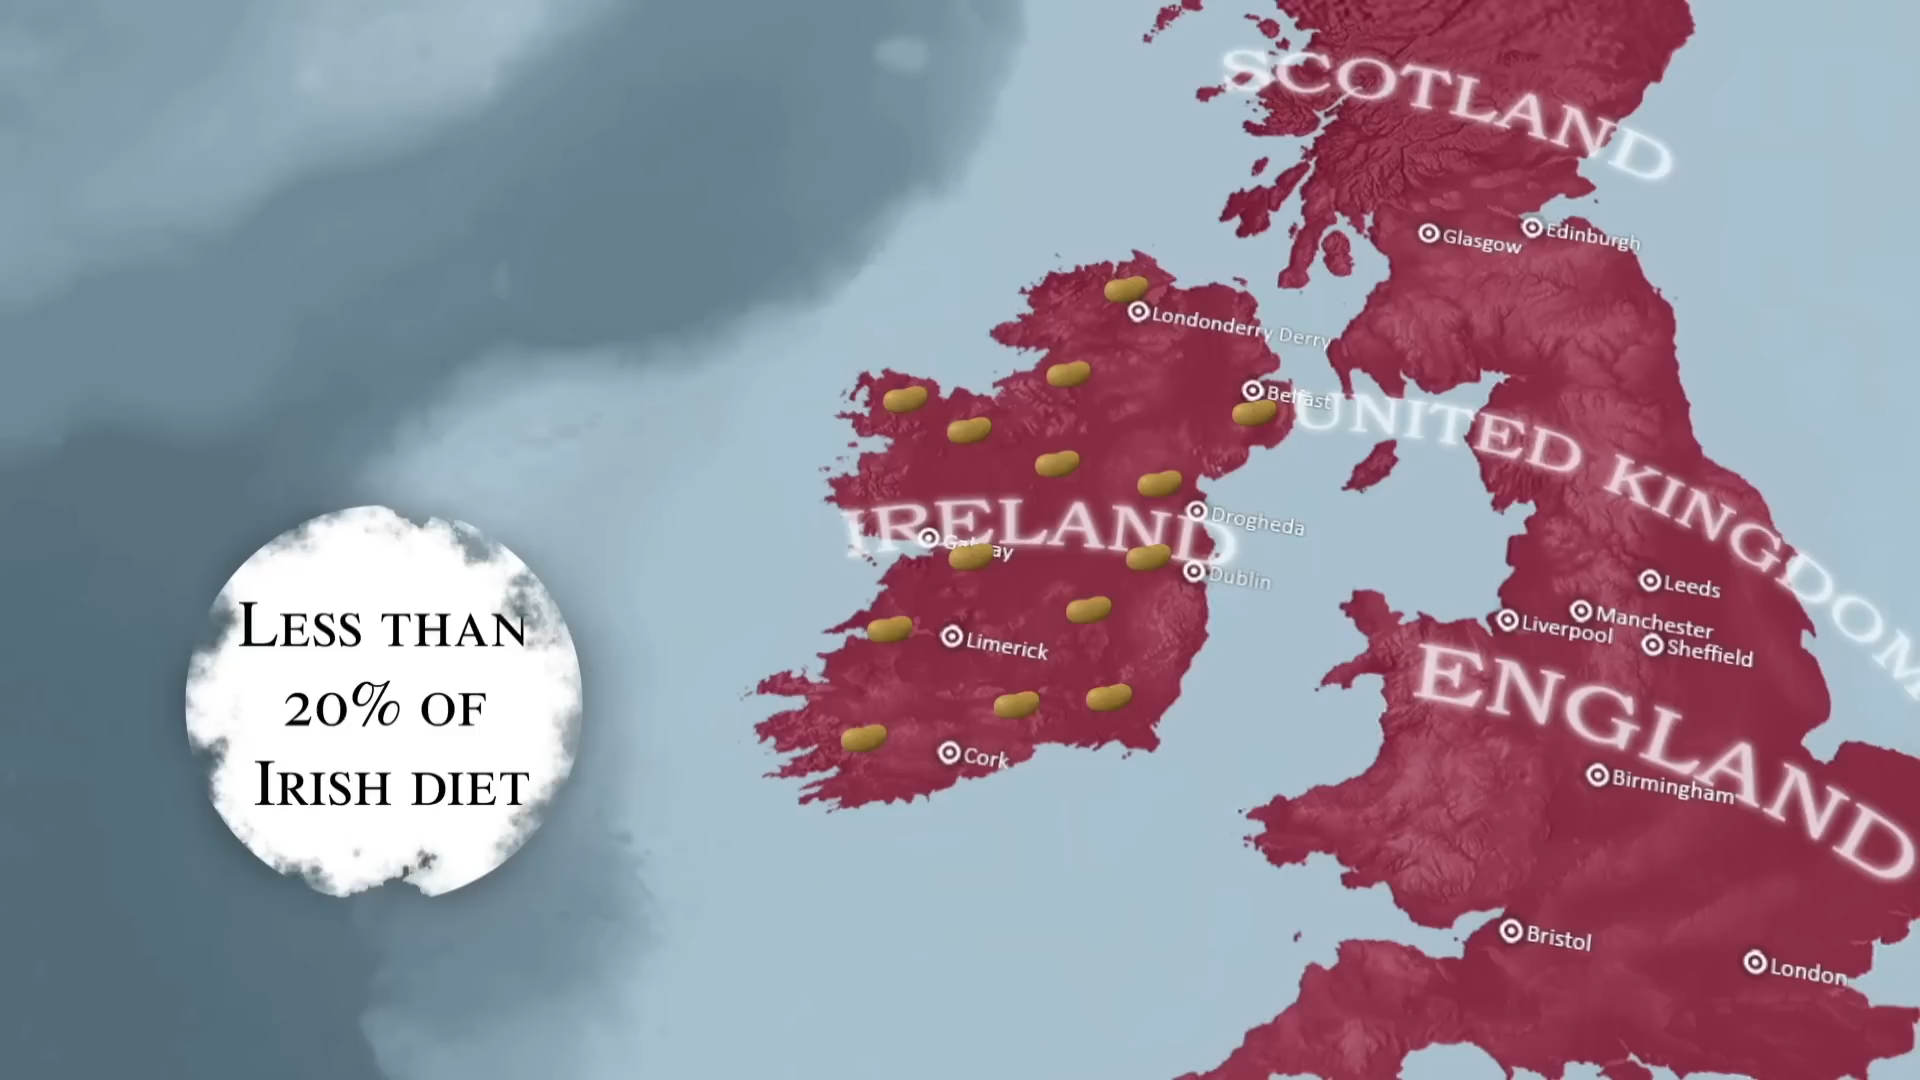 SCOTLAND
Glasgow
Edinburgh
Londonderry Derry
Belfast
UNITED KINGDOM
IRELAND
Drogheda
Dublin
Limerick
Cork
Leeds
Manchester
Liverpool
Sheffield
ENGLAND
Birmingham
Bristol
London
LESS THAN
20% OF
IRISH DIET